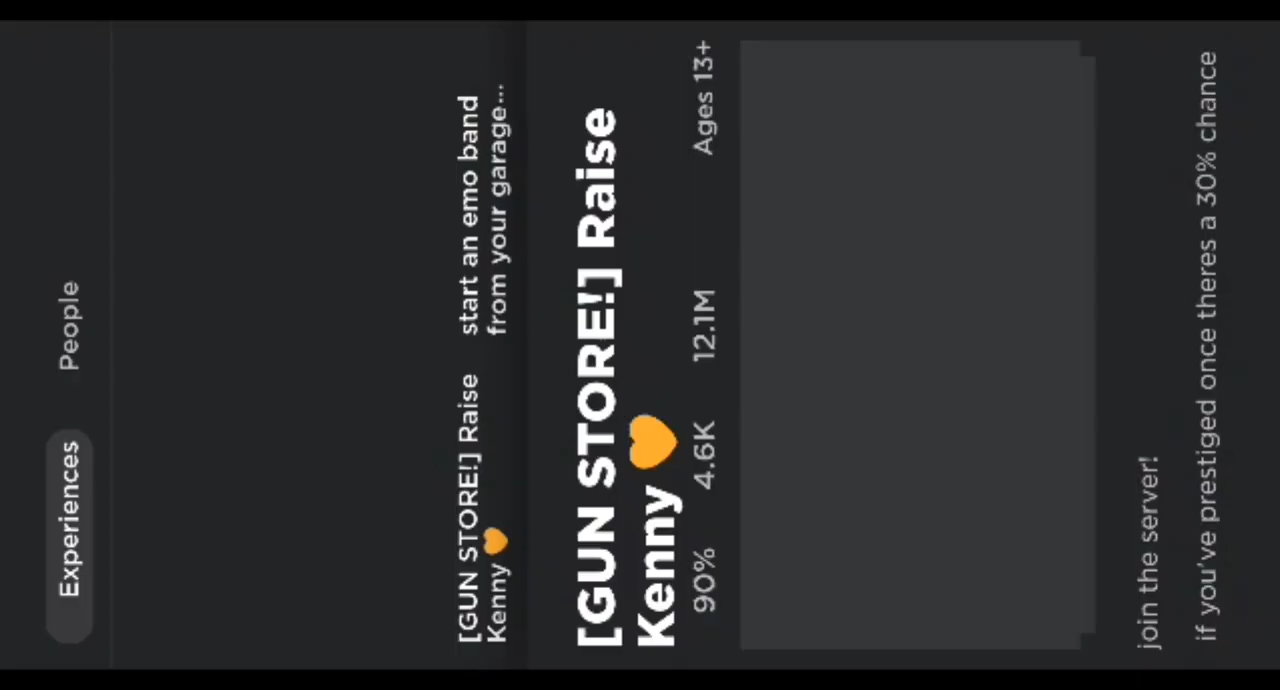 Experiences People
[GUN STORE!] Raise
Kenny 🧡
start an emo band
from your garage...
[GUN STORE!] Raise
Kenny 🧡
90% 4.6K 12.1M Ages 13+
join the server!
if you've prestiged once theres a 30% chance